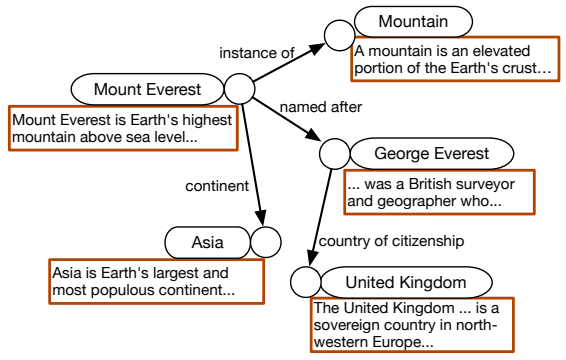 Mountain
A mountain is an elevated
portion of the Earth's crust...
instance of
Mount Everest
Mount Everest is Earth's highest
mountain above sea level...
named after
George Everest
... was a British surveyor
and geographer who...
continent
Asia
Asia is Earth's largest and
most populous continent...
country of citizenship
United Kingdom
The United Kingdom ... is a
sovereign country in north-
western Europe...